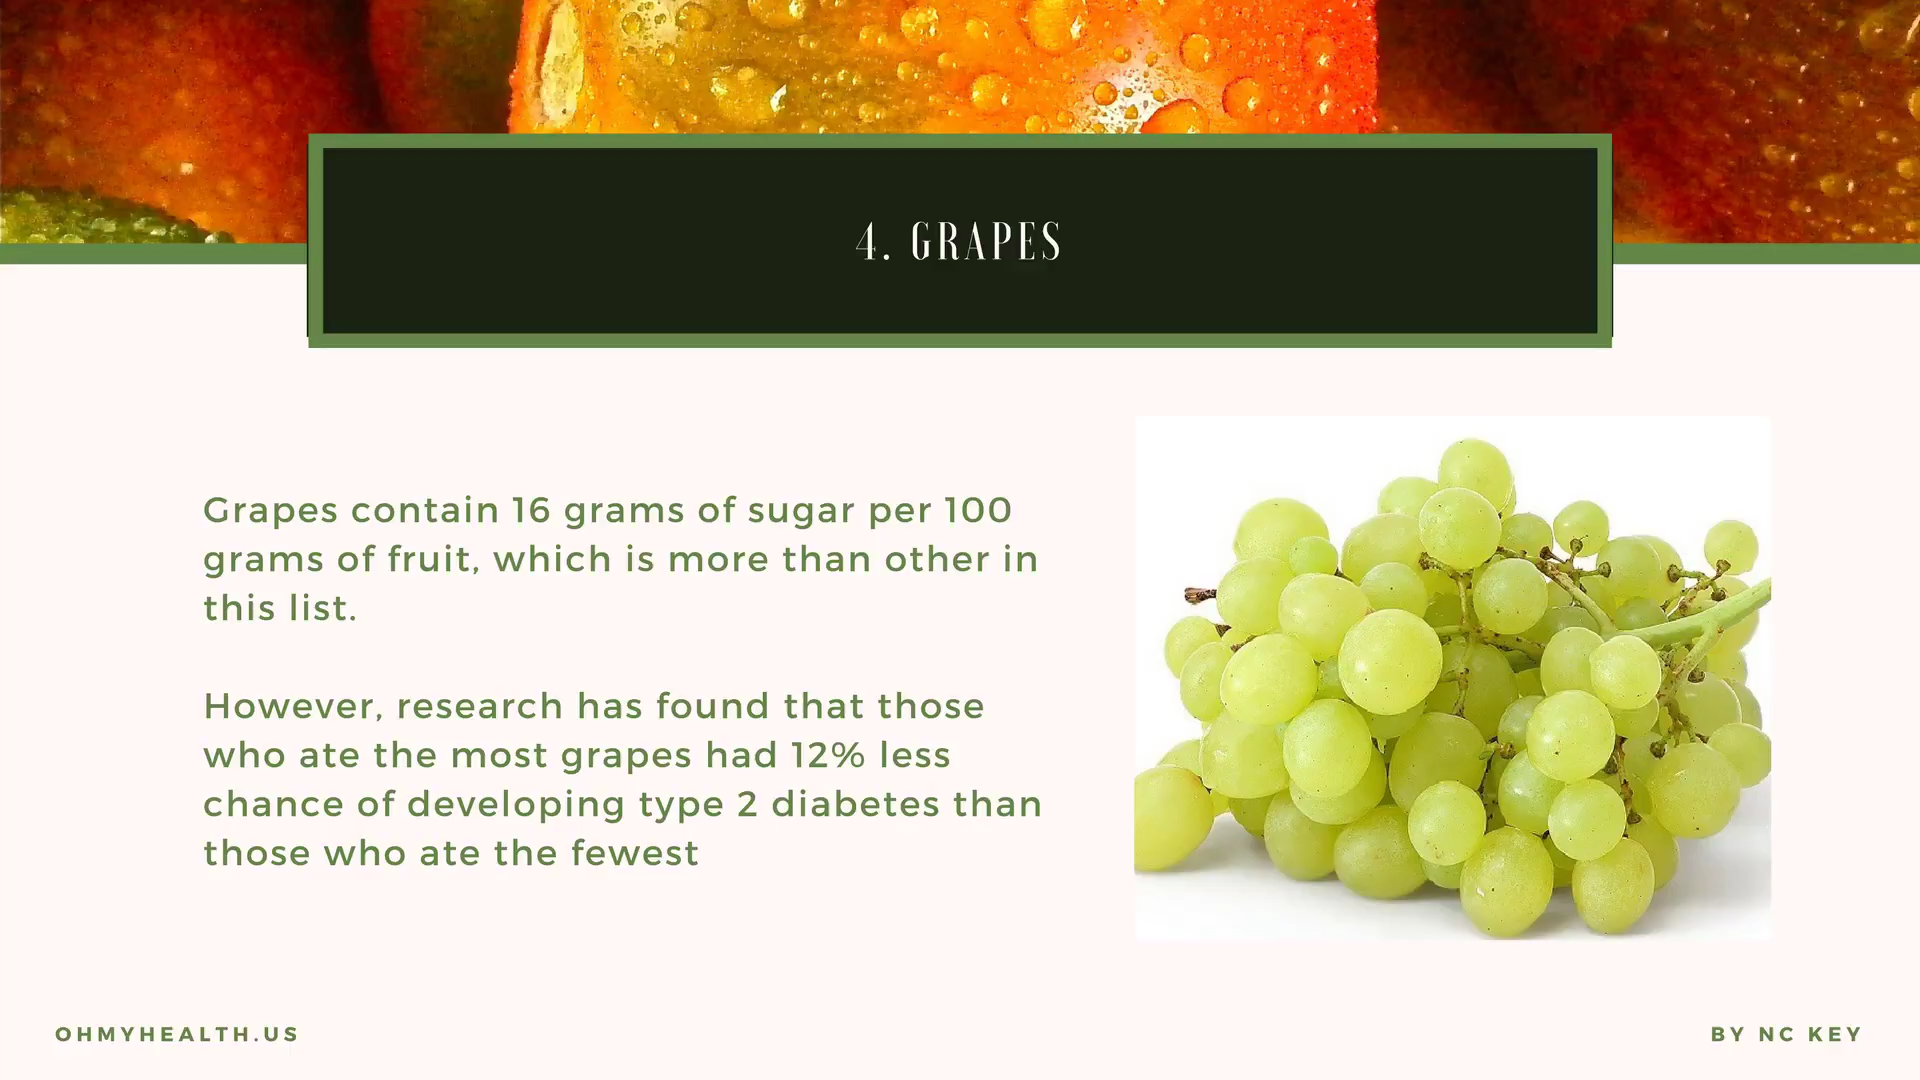 4. GRAPES
Grapes contain 16 grams of sugar per 100
grams of fruit, which is more than other in
this list.
However, research has found that those
who ate the most grapes had 12% less
chance of developing type 2 diabetes than
those who ate the fewest
OHMYHEALTH.US
BY NC KEY